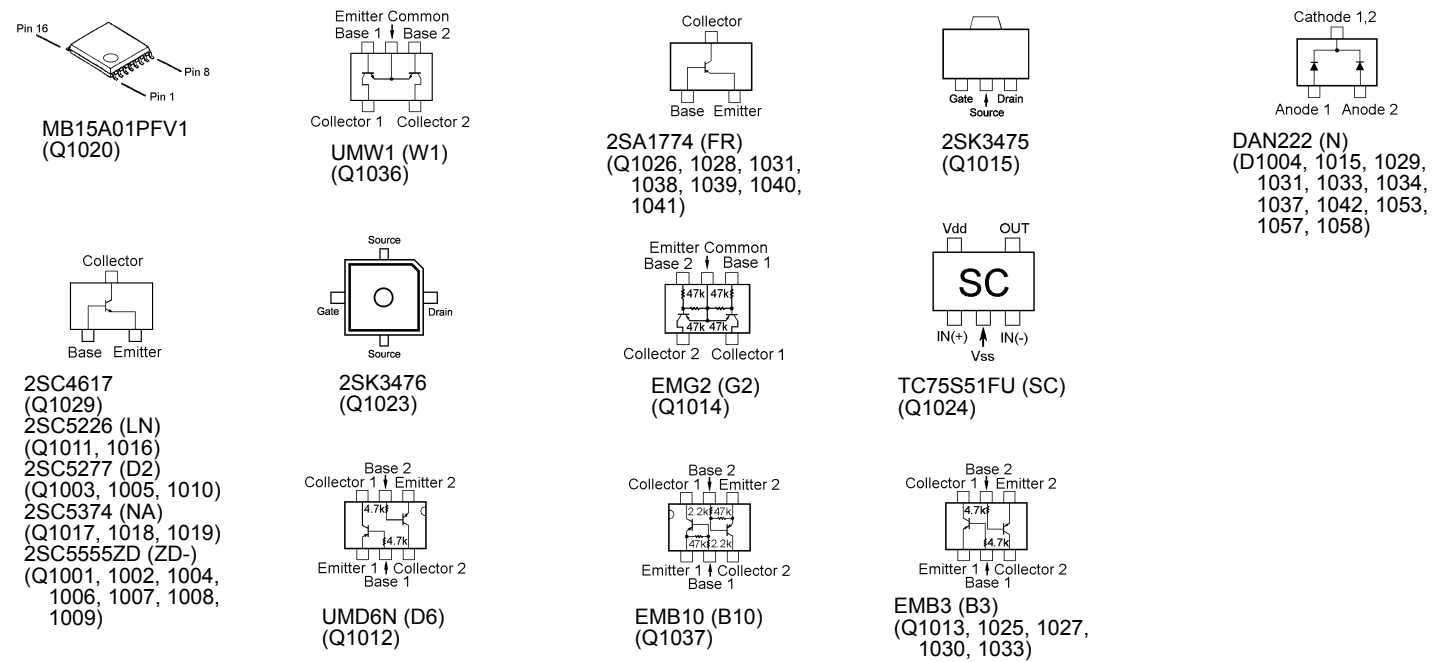 Pin 16
Pin 8
Pin 1
MB15A01PFV1
(Q1020)
Emitter Common
Base 1 Base 2
Collector 1 Collector 2
UMW1 (W1)
(Q1036)
Collector
Base Emitter
2SA1774 (FR)
(Q1026, 1028, 1031,
1038, 1039, 1040,
1041)
Gate Drain
Source
2SK3475
(Q1015)
Cathode 1,2
Anode 1 Anode 2
DAN222 (N)
(D1004, 1015, 1029,
1031, 1033, 1034,
1037, 1042, 1053,
1057, 1058)
Collector
Base Emitter
2SC4617
(Q1029)
2SC5226 (LN)
(Q1011, 1016)
2SC5277 (D2)
(Q1003, 1005, 1010)
2SC5374 (NA)
(Q1017, 1018, 1019)
2SC5555ZD (ZD-)
(Q1001, 1002, 1004,
1006, 1007, 1008,
1009)
Source
Gate Drain
Source
2SK3476
(Q1023)
Emitter Common
Base 2 Base 1
47k 47k
47k 47k
Collector 2 Collector 1
EMG2 (G2)
(Q1014)
Vdd OUT
SC
IN(+) IN(-)
Vss
TC75S51FU (SC)
(Q1024)
Base 2
Collector 1 Emitter 2
4.7k
4.7k
Emitter 1 Collector 2
Base 1
UMD6N (D6)
(Q1012)
Base 2
Collector 1 Emitter 2
2.2k 47k
47k 2.2k
Emitter 1 Collector 2
Base 1
EMB10 (B10)
(Q1037)
Base 2
Collector 1 Emitter 2
4.7k
4.7k
Emitter 1 Collector 2
Base 1
EMB3 (B3)
(Q1013, 1025, 1027,
1030, 1033)